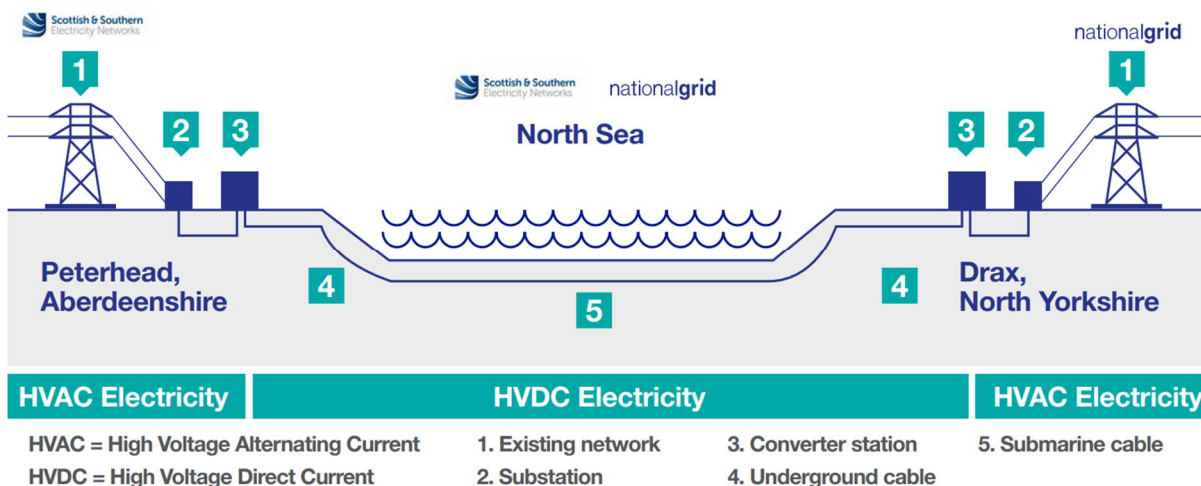 Scottish & Southern
Electricity Networks
nationalgrid
1
1
Scottish & Southern
Electricity Networks
nationalgrid
2
3
North Sea
3
2
Peterhead,
Aberdeenshire
4
5
4
Drax,
North Yorkshire
HVAC Electricity
HVDC Electricity
HVAC Electricity
HVAC = High Voltage Alternating Current
1. Existing network
3. Converter station
5. Submarine cable
HVDC = High Voltage Direct Current
2. Substation
4. Underground cable